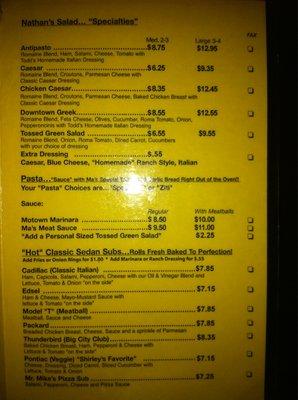 Nathan's Salad... "Specialties"
FAX
Med. 2-3 Large 3-4
Antipasto $8.75 $12.95
Romaine Blend, Ham, Salami, Cheese, Tomato with
Todd's Homemade Italian Dressing
Caesar $6.25 $9.35
Romaine Blend, Croutons, Parmesan Cheese with
Classic Caesar Dressing
Chicken Caesar $8.35 $12.45
Romaine Blend, Croutons, Parmesan Cheese, Baked Chicken Breast with
Classic Caesar Dressing
Downtown Greek $8.55 $12.55
Romaine Blend, Feta Cheese, Olives, Cucumber, Roma Tomato, Onion,
Pepperoncinis with Todd's Homemade Italian Dressing
Tossed Green Salad $6.55 $9.55
Romaine Blend, Onion, Roma Tomato, Diced Carrot, Cucumbers
with your choice of dressing
Extra Dressing $.55
Caesar, Blue Cheese, "Homemade" Ranch Style, Italian
Pasta... "Sauce" with Ma's Special Garlic Bread Right Out of the Oven!
Your "Pasta" Choices are... or "Ziti"
Sauce:
Regular With Meatballs
Motown Marinara $ 8.50 $10.00
Ma's Meat Sauce $ 9.50 $11.00
"Add a Personal Sized Tossed Green Salad" $2.25
"Hot" Classic Sedan Subs...Rolls Fresh Baked To Perfection!
Add Fries or Onion Rings for $1.00 * Add Marinara or Ranch Dressing for $.55
Cadillac (Classic Italian) $7.85
Ham, Capicola, Salami, Pepperoni, Cheese with our Oil & Vinegar Blend and
Lettuce, Tomato & Onion "on the side"
Edsel $7.15
Ham & Cheese, Mayo-Mustard Sauce with
lettuce & Tomato "on the side"
Model "T" (Meatball) $7.85
Meatball, Sauce and Cheese
Packard $7.85
Breaded Chicken Breast, Cheese, Sauce and a sprinkle of Parmesan
Thunderbird (Big City Club) $8.35
Baked Chicken Breast, Ham, Pepperoni & Cheese with
Lettuce & Tomato "on the side"
Pontiac (Veggie) "Shirley's Favorite" $7.15
Cheese, Dressing, Diced Carrot, Sliced Cucumber with
Lettuce, Tomato & Onion
Mr. Mike's Pizza Sub $7.25
Salami, Pepperoni, Cheese and Pizza Sauce